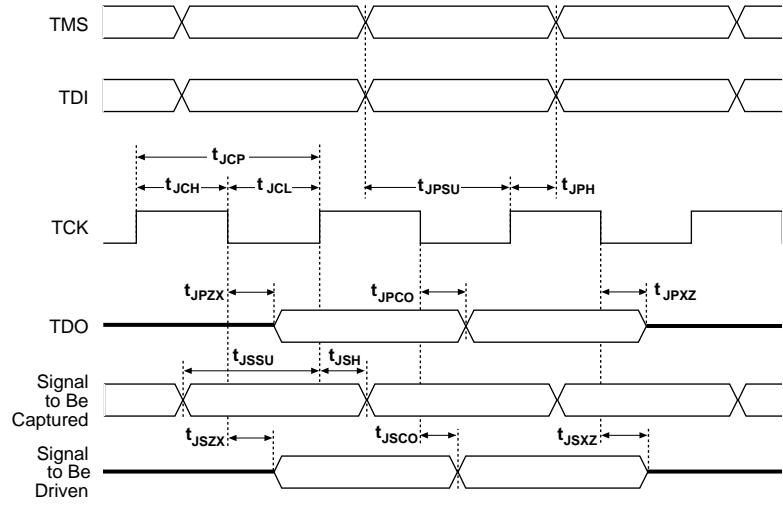 TMS
TDI
tJCP
tJCH
tJCL
tJPSU
tJPH
TCK
tJPZX
tJPCO
tJPXZ
TDO
tJSSU
tJSH
Signal
to Be
Captured
tJSZX
tJSCO
tJSXZ
Signal
to Be
Driven